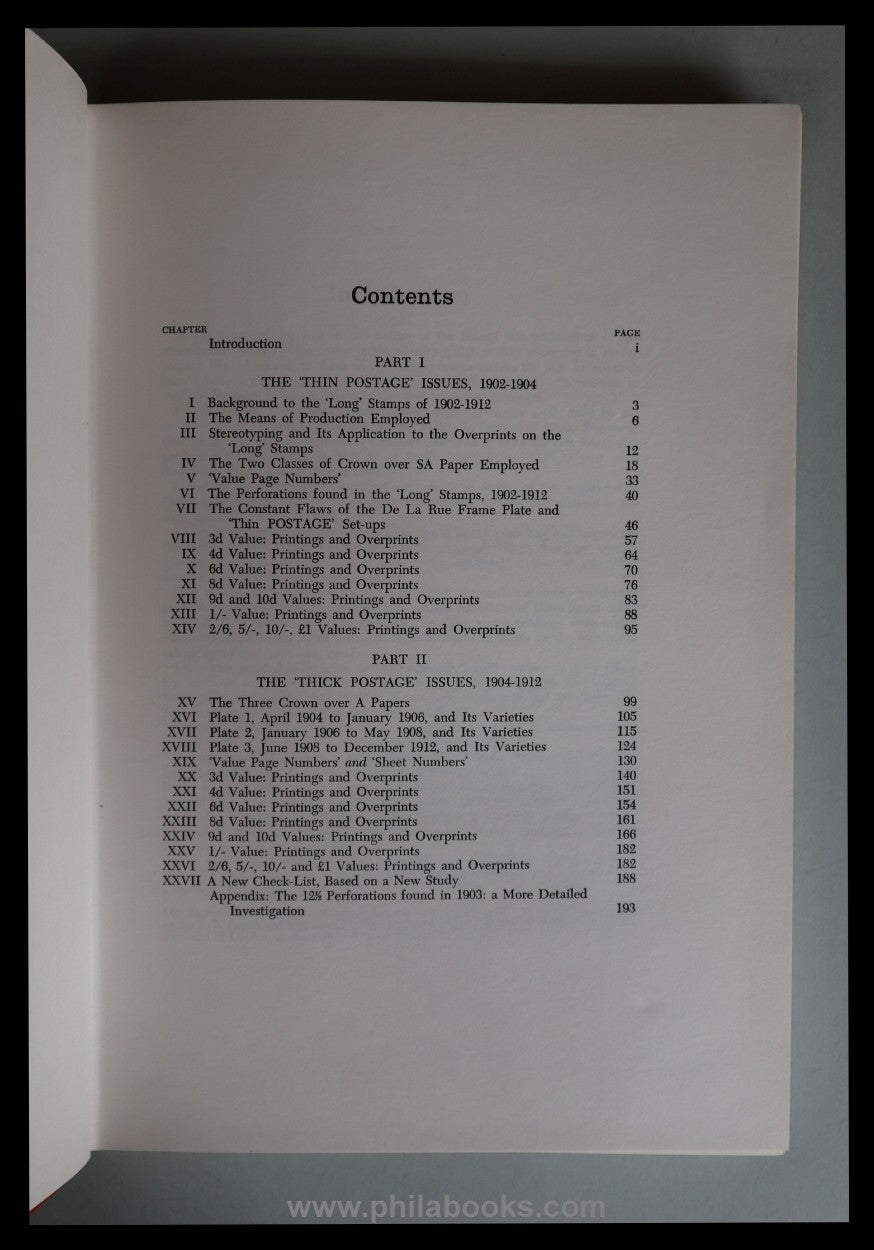 Contents
CHAPTER PAGE
Introduction i
PART I
THE 'THIN POSTAGE' ISSUES, 1902-1904
I Background to the 'Long' Stamps of 1902-1912 3
II The Means of Production Employed 6
III Stereotyping and Its Application to the Overprints on the
'Long' Stamps 12
IV The Two Classes of Crown over SA Paper Employed 18
V 'Value Page Numbers' 33
VI The Perforations found in the 'Long' Stamps, 1902-1912 40
VII The Constant Flaws of the De La Rue Frame Plate and
'Thin POSTAGE' Set-ups 46
VIII 3d Value: Printings and Overprints 57
IX 4d Value: Printings and Overprints 64
X 6d Value: Printings and Overprints 70
XI 8d Value: Printings and Overprints 76
XII 9d and 10d Values: Printings and Overprints 83
XIII 1/- Value: Printings and Overprints 88
XIV 2/6, 5/-, 10/-, £1 Values: Printings and Overprints 95
PART II
THE 'THICK POSTAGE' ISSUES, 1904-1912
XV The Three Crown over A Papers 99
XVI Plate 1, April 1904 to January 1906, and Its Varieties 105
XVII Plate 2, January 1906 to May 1908, and Its Varieties 115
XVIII Plate 3, June 1908 to December 1912, and Its Varieties 124
XIX 'Value Page Numbers' and 'Sheet Numbers' 130
XX 3d Value: Printings and Overprints 140
XXI 4d Value: Printings and Overprints 151
XXII 6d Value: Printings and Overprints 154
XXIII 8d Value: Printings and Overprints 161
XXIV 9d and 10d Values: Printings and Overprints 166
XXV 1/- Value: Printings and Overprints 182
XXVI 2/6, 5/-, 10/- and £1 Values: Printings and Overprints 182
XXVII A New Check-List, Based on a New Study 188
Appendix: The 12½ Perforations found in 1903: a More Detailed
Investigation 193
www.philabooks.com